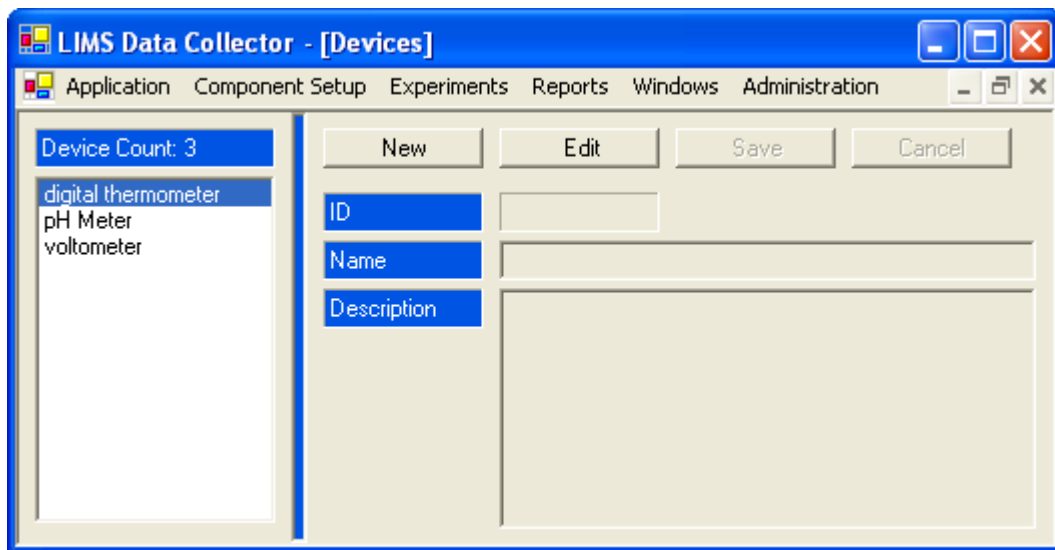 LIMS Data Collector - [Devices]
Application Component Setup Experiments Reports Windows Administration
Device Count: 3
digital thermometer
pH Meter
voltometer
New Edit Save Cancel
ID
Name
Description